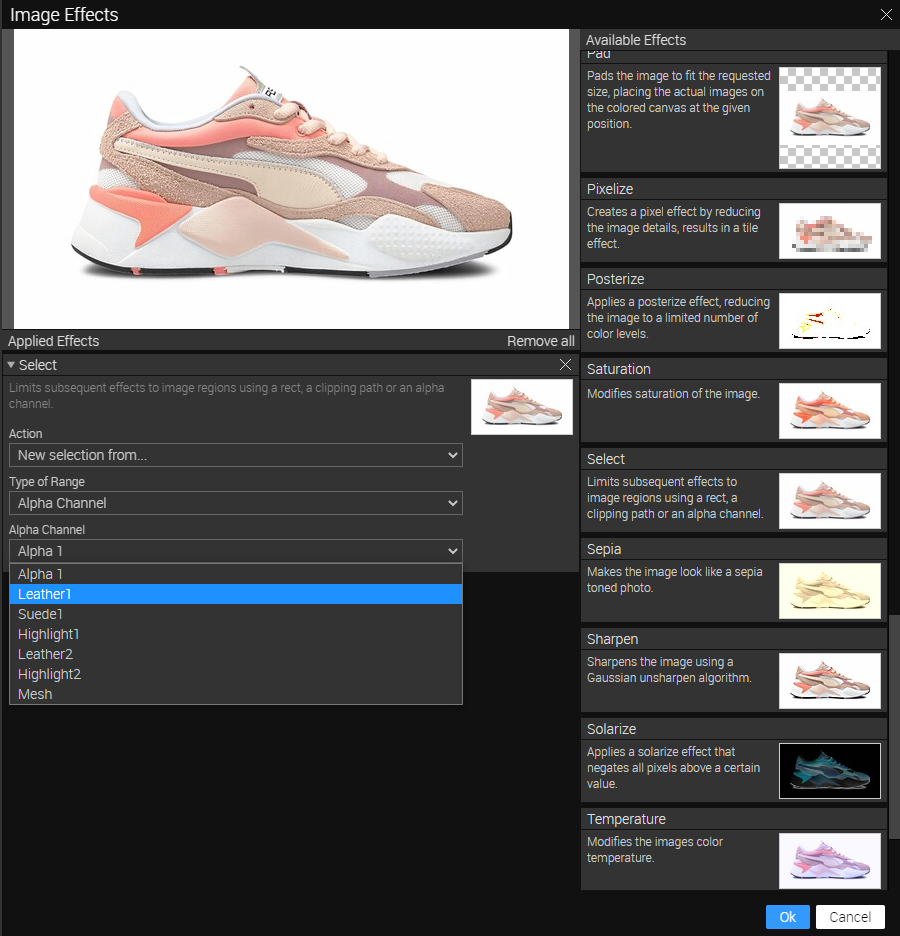 Image Effects
Available Effects
Pad
Pads the image to fit the requested
size, placing the actual images on
the colored canvas at the given
position.
Pixelize
Creates a pixel effect by reducing
the image details, results in a tile
effect.
Posterize
Applies a posterize effect, reducing
the image to a limited number of
color levels.
Saturation
Modifies saturation of the image.
Select
Limits subsequent effects to
image regions using a rect, a
clipping path or an alpha channel.
Sepia
Makes the image look like a sepia
toned photo.
Sharpen
Sharpens the image using a
Gaussian unsharpen algorithm.
Solarize
Applies a solarize effect that
negates all pixels above a certain
value.
Temperature
Modifies the images color
temperature.
Applied Effects
Remove all
Select
Limits subsequent effects to image regions using a rect, a clipping path or an alpha
channel.
Action
New selection from...
Type of Range
Alpha Channel
Alpha Channel
Alpha 1
Alpha 1
Leather1
Suede1
Highlight1
Leather2
Highlight2
Mesh
Ok
Cancel